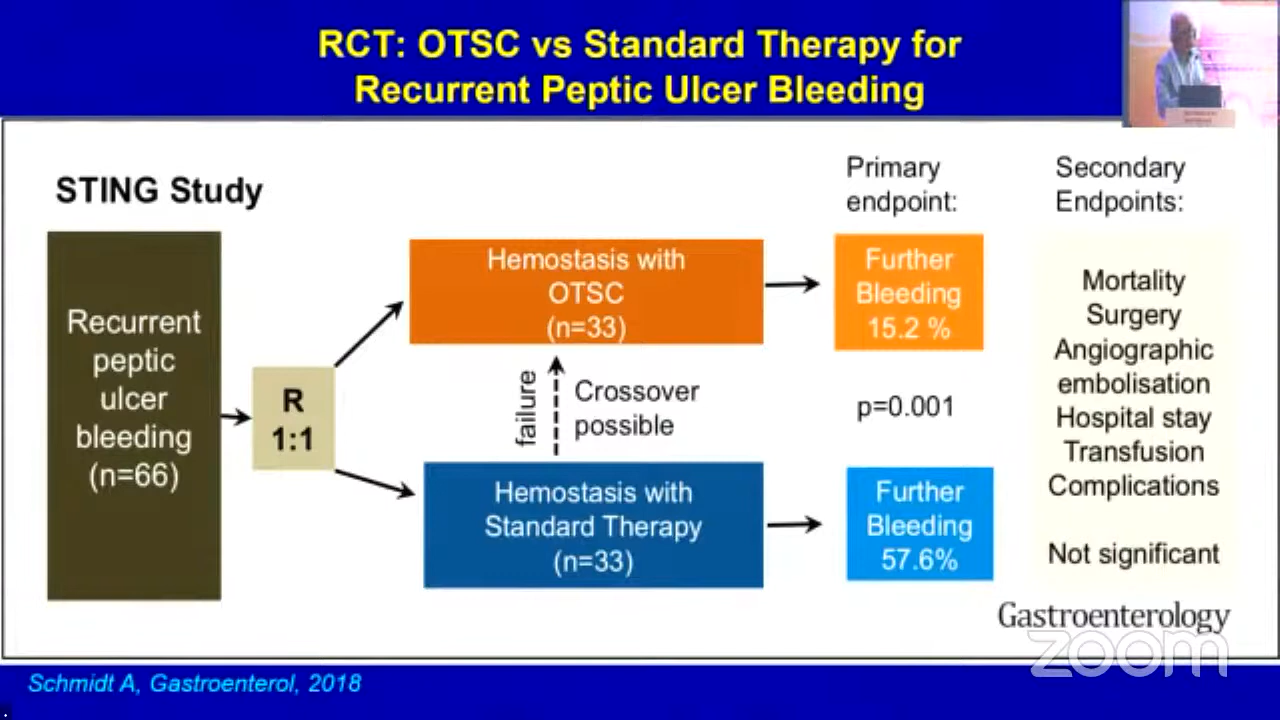 RCT: OTSC vs Standard Therapy for
Recurrent Peptic Ulcer Bleeding
STING Study
Recurrent
peptic
ulcer
bleeding
(n=66)
R
1:1
Hemostasis with
OTSC
(n=33)
failure
Crossover
possible
Hemostasis with
Standard Therapy
(n=33)
Primary
endpoint:
Further
Bleeding
15.2 %
p=0.001
Further
Bleeding
57.6%
Secondary
Endpoints:
Mortality
Surgery
Angiographic
embolisation
Hospital stay
Transfusion
Complications
Not significant
Gastroenterology
zoom
Schmidt A, Gastroenterol, 2018